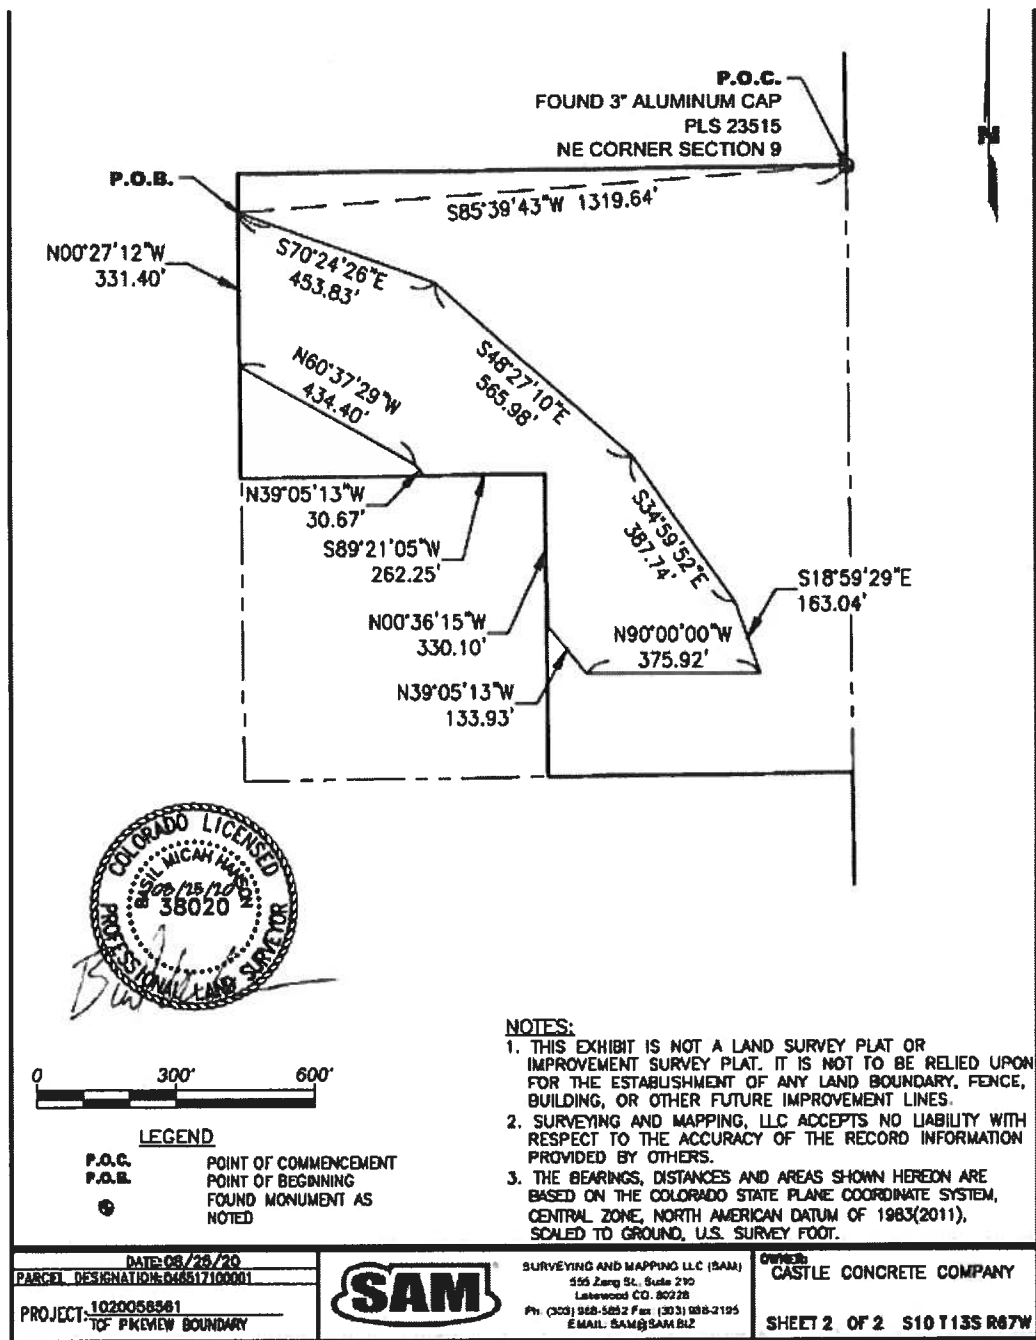 P.O.C.
FOUND 3" ALUMINUM CAP
PLS 23515
NE CORNER SECTION 9
N
P.O.B.
S85°39'43"W 1319.64'
N00°27'12"W
331.40'
S70°24'26"E
453.83'
N60°37'29"W
434.40'
S48°27'10"E
565.98'
N39°05'13"W
30.67'
S89°21'05"W
262.25'
S34°59'52"E
387.74'
S18°59'29"E
163.04'
N00°36'15"W
330.10'
N90°00'00"W
375.92'
N39°05'13"W
133.93'
COLORADO LICENSED
BASIL MICAH HANSON
38020
PROFESSIONAL LAND SURVEYOR
0 300' 600'
LEGEND
P.O.C. POINT OF COMMENCEMENT
P.O.B. POINT OF BEGINNING
FOUND MONUMENT AS
NOTED
NOTES:
1. THIS EXHIBIT IS NOT A LAND SURVEY PLAT OR
IMPROVEMENT SURVEY PLAT. IT IS NOT TO BE RELIED UPON
FOR THE ESTABLISHMENT OF ANY LAND BOUNDARY, FENCE,
BUILDING, OR OTHER FUTURE IMPROVEMENT LINES.
2. SURVEYING AND MAPPING, LLC ACCEPTS NO LIABILITY WITH
RESPECT TO THE ACCURACY OF THE RECORD INFORMATION
PROVIDED BY OTHERS.
3. THE BEARINGS, DISTANCES AND AREAS SHOWN HEREON ARE
BASED ON THE COLORADO STATE PLANE COORDINATE SYSTEM,
CENTRAL ZONE, NORTH AMERICAN DATUM OF 1983(2011),
SCALED TO GROUND, U.S. SURVEY FOOT.
DATE:
PARCEL DESIGNATION:
PROJECT: 1020058561
TCF PIKEVIEW BOUNDARY
SAM
SURVEYING AND MAPPING LLC (SAM)
555 Zang St., Suite 210
Lakewood CO. 80228
Ph. (303) Fax (303)
EMAIL: SAM@SAM.BIZ
OWNER:
CASTLE CONCRETE COMPANY
SHEET 2 OF 2 S10 T13S R67W